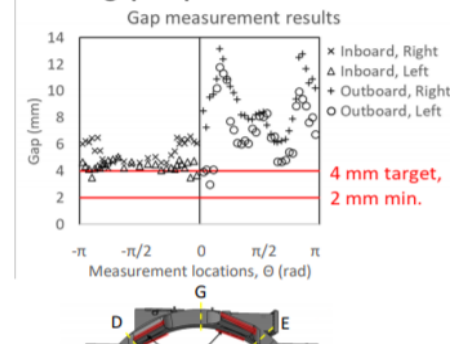 Gap measurement results
14
12
10
8
6
4
2
0
Gap (mm)
-π
-π/2
0
π/2
π
Measurement locations, Θ (rad)
× Inboard, Right
△ Inboard, Left
+ Outboard, Right
○ Outboard, Left
4 mm target,
2 mm min.
G
D
E